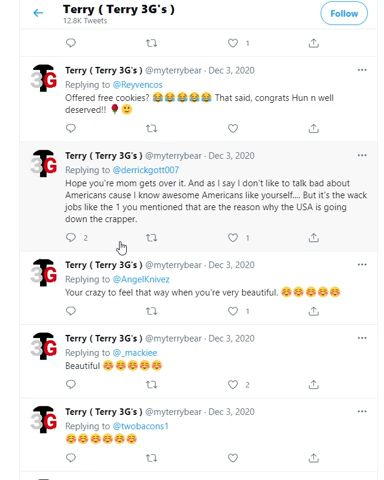 Terry ( Terry 3G's )
12.8K Tweets
Follow
1
Terry ( Terry 3G's ) @myterrybear · Dec 3, 2020
Replying to @Reyvencos
Offered free cookies? 😂😂😂😂😂 That said, congrats Hun n well
deserved!! 🌹🙂
Terry ( Terry 3G's ) @myterrybear · Dec 3, 2020
Replying to @derrickgott007
Hope you're mom gets over it. And as I say I don't like to talk bad about
Americans cause I know awesome Americans like yourself.... But it's the wack
jobs like the 1 you mentioned that are the reason why the USA is going
down the crapper.
2 1
Terry ( Terry 3G's ) @myterrybear · Dec 3, 2020
Replying to @AngelKnivez
Your crazy to feel that way when you're very beautiful. 🥰🥰🥰🥰🥰
1
Terry ( Terry 3G's ) @myterrybear · Dec 3, 2020
Replying to @_mackiee
Beautiful 🥰🥰🥰🥰🥰
2
Terry ( Terry 3G's ) @myterrybear · Dec 3, 2020
Replying to @twobacons1
🥰🥰🥰🥰🥰🥰